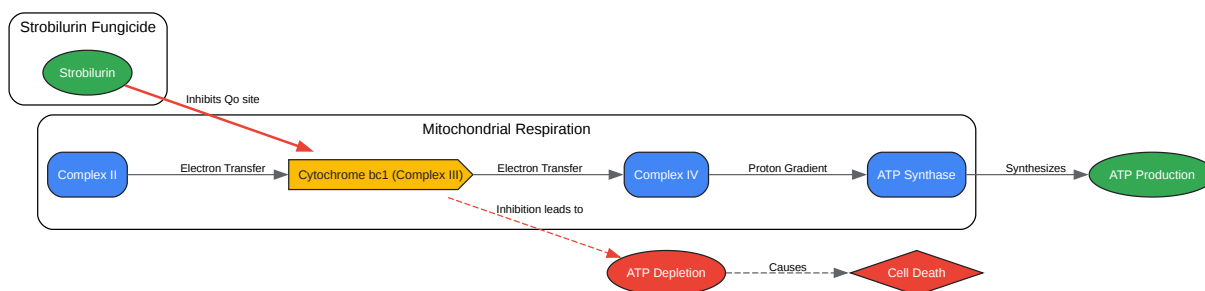 Strobilurin Fungicide
Strobilurin
Inhibits Qo site
Mitochondrial Respiration
Complex II
Electron Transfer
Cytochrome bc1 (Complex III)
Electron Transfer
Complex IV
Proton Gradient
ATP Synthase
Synthesizes
ATP Production
Inhibition leads to
ATP Depletion
Causes
Cell Death